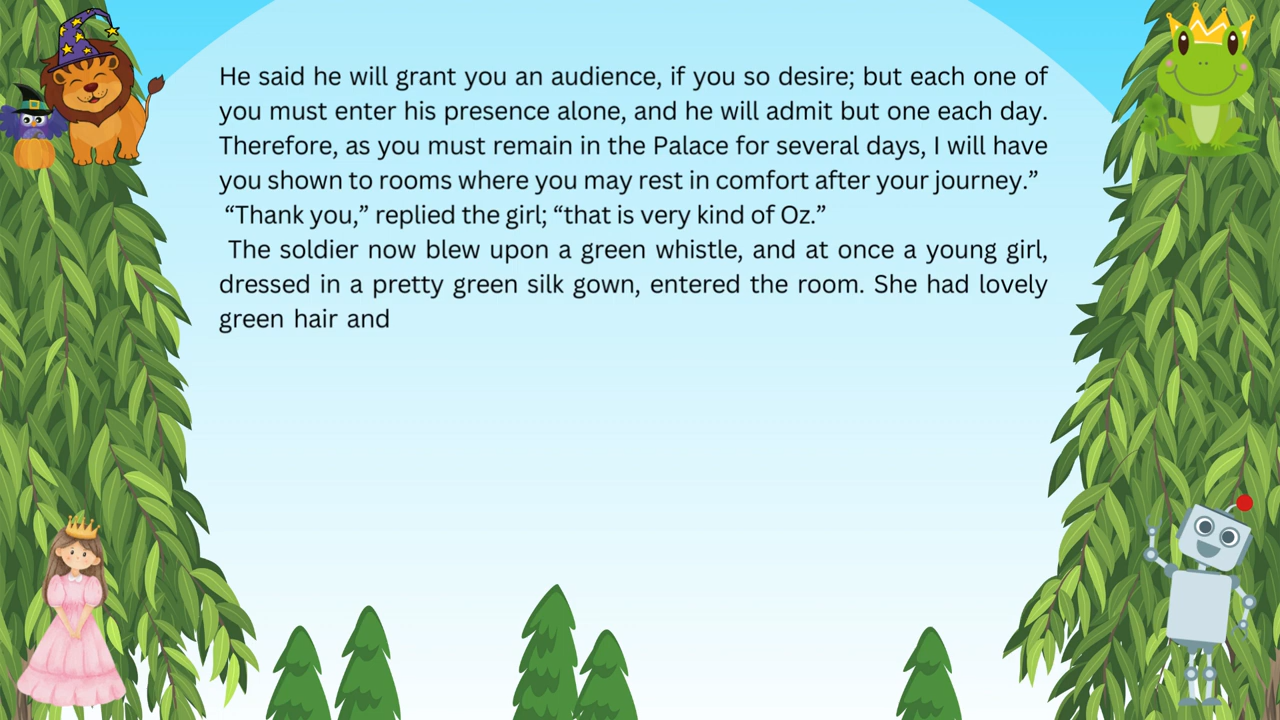 He said he will grant you an audience, if you so desire; but each one of
you must enter his presence alone, and he will admit but one each day.
Therefore, as you must remain in the Palace for several days, I will have
you shown to rooms where you may rest in comfort after your journey.”
“Thank you,” replied the girl; “that is very kind of Oz.”
The soldier now blew upon a green whistle, and at once a young girl,
dressed in a pretty green silk gown, entered the room. She had lovely
green hair and